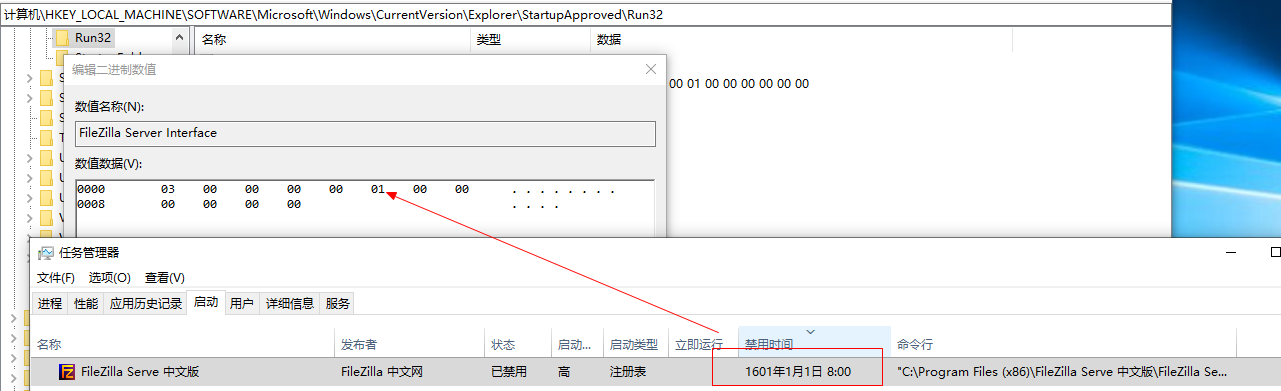 计算机\HKEY_LOCAL_MACHINE\SOFTWARE\Microsoft\Windows\CurrentVersion\Explorer\StartupApproved\Run32
Run32 名称 类型 数据
编辑二进制数值
00 01 00 00 00 00 00 00
数值名称(N):
FileZilla Server Interface
数值数据(V):
0000 03 00 00 00 00 01 00 00 . . . . . . . .
0008 00 00 00 00 . . . .
任务管理器
文件(F) 选项(O) 查看(V)
进程 性能 应用历史记录 启动 用户 详细信息 服务
名称 发布者 状态 启动... 启动类型 立即运行 禁用时间 命令行
FileZilla Serve 中文版 FileZilla 中文网 已禁用 高 注册表 1601年1月1日 8:00 "C:\Program Files (x86)\FileZilla Serve 中文版\FileZilla Se...